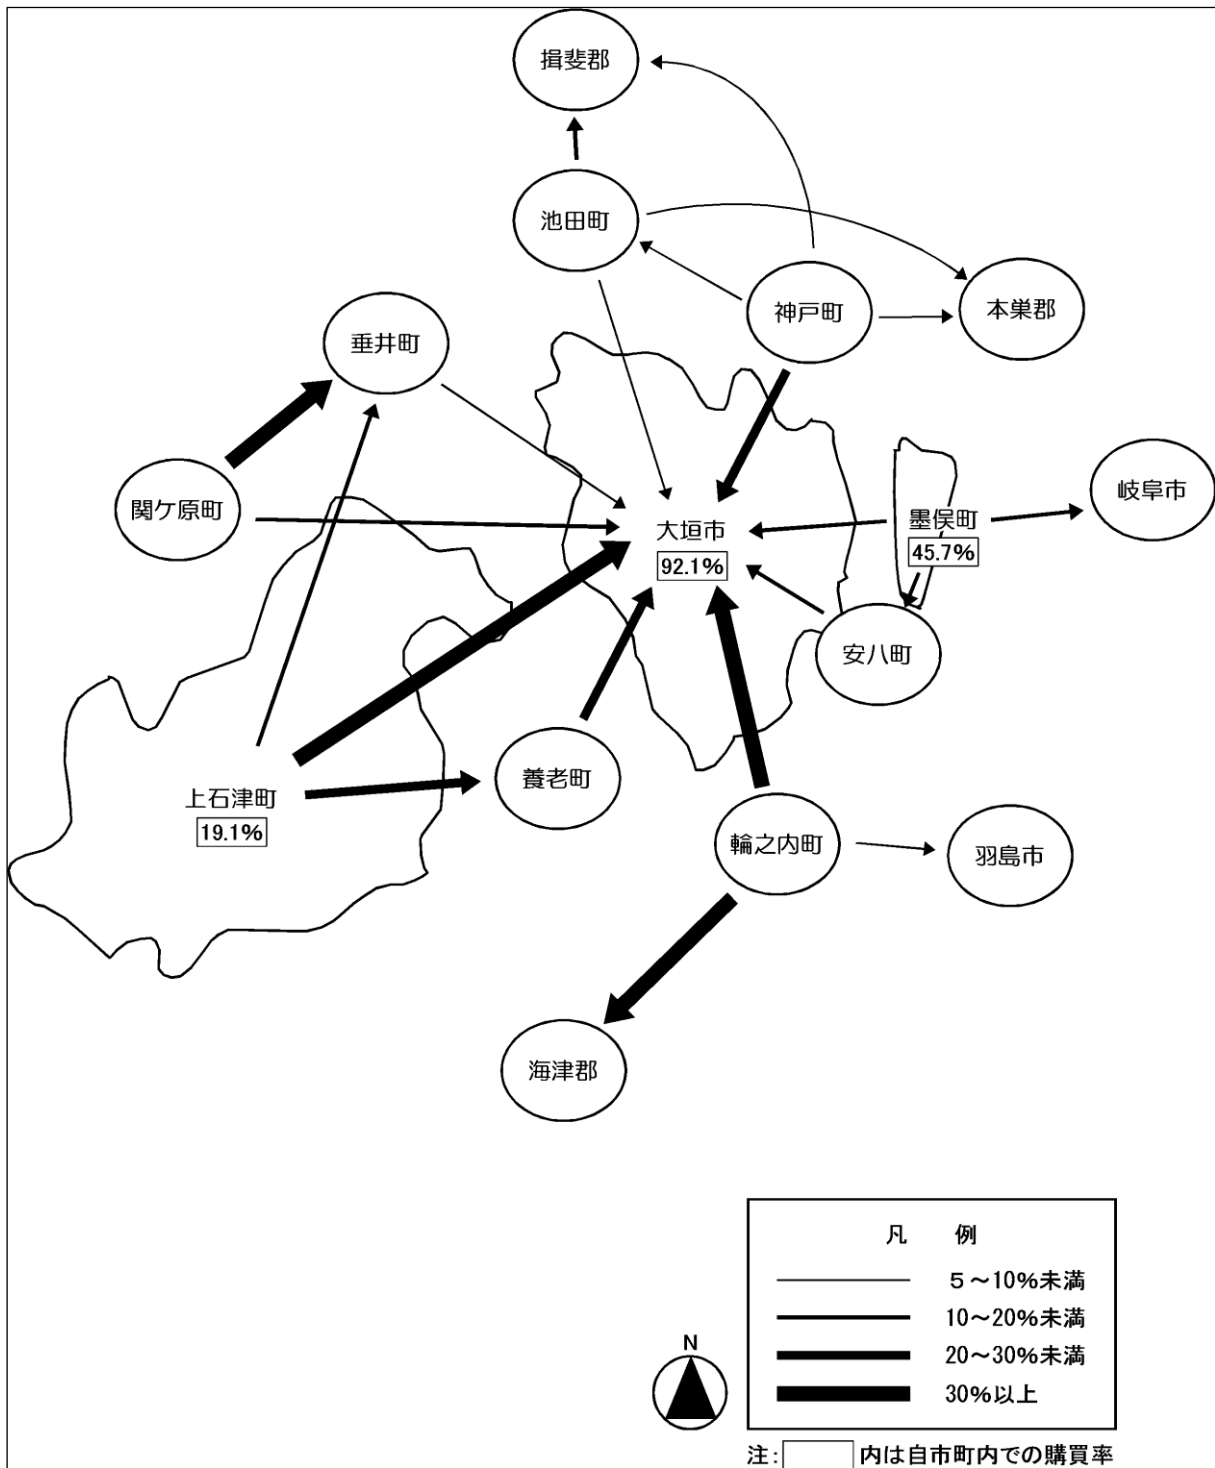 揖斐郡
池田町
神戸町
本巣郡
垂井町
関ケ原町
岐阜市
大垣市
92.1%
墨俣町
45.7%
安八町
上石津町
19.1%
養老町
輪之内町
羽島市
海津郡
凡　例
５～10%未満
10～20%未満
20～30%未満
30%以上
N
注：　　　内は自市町内での購買率